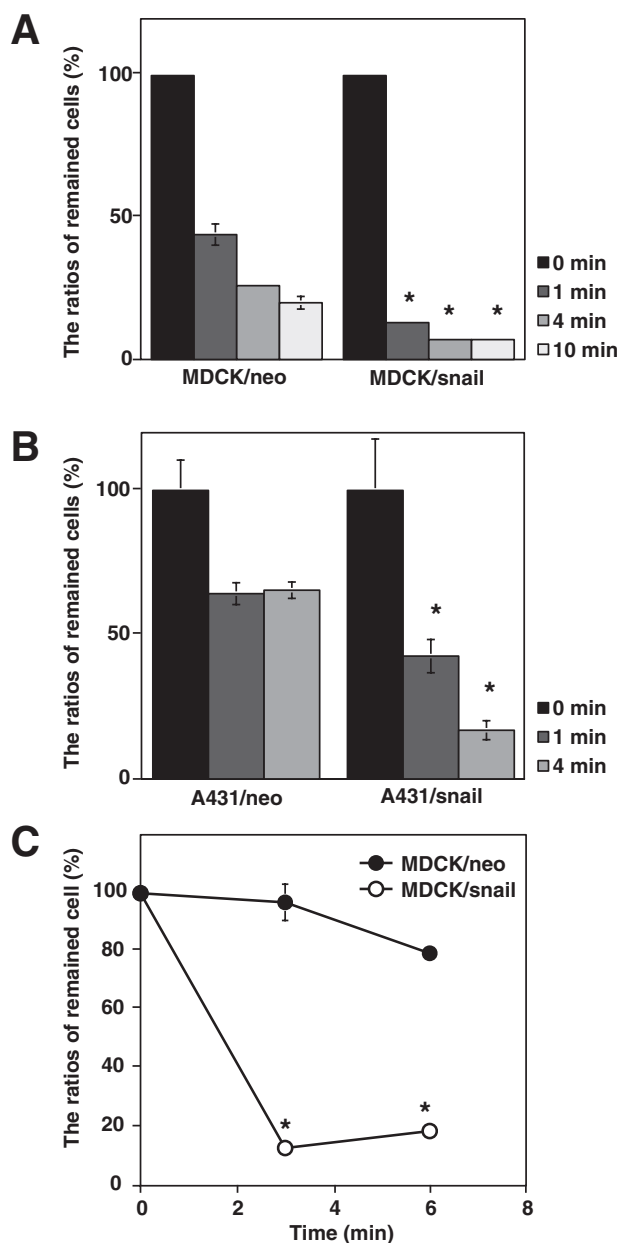 A
The ratios of remained cells (%)
100
50
0
* * *
MDCK/neo MDCK/snail
0 min
1 min
4 min
10 min
B
The ratios of remained cells (%)
100
50
0
*
*
A431/neo A431/snail
0 min
1 min
4 min
C
The ratios of remained cell (%)
100
80
60
40
20
0
MDCK/neo
MDCK/snail
* *
0 2 4 6 8
Time (min)